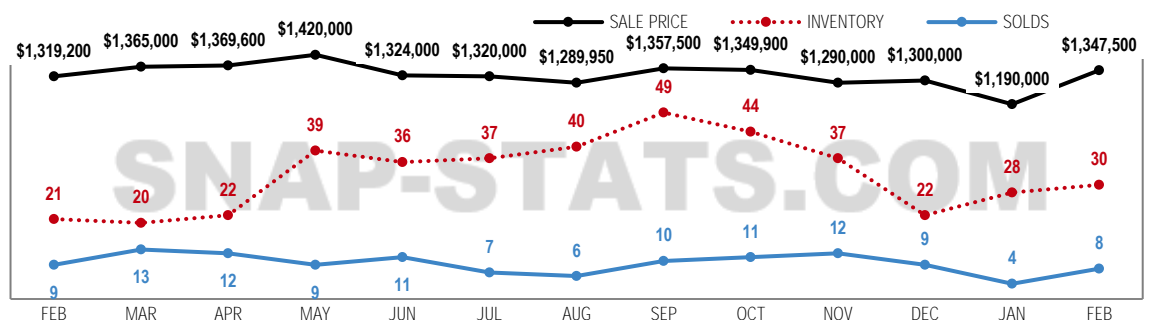 SALE PRICE INVENTORY SOLDS
$1,319,200 $1,365,000 $1,369,600 $1,420,000 $1,324,000 $1,320,000 $1,289,950 $1,357,500 $1,349,900 $1,290,000 $1,300,000 $1,190,000 $1,347,500
21 20 22 39 36 37 40 49 44 37 22 28 30
SNAP-STATS.COM
9 13 12 9 11 7 6 10 11 12 9 4 8
FEB MAR APR MAY JUN JUL AUG SEP OCT NOV DEC JAN FEB